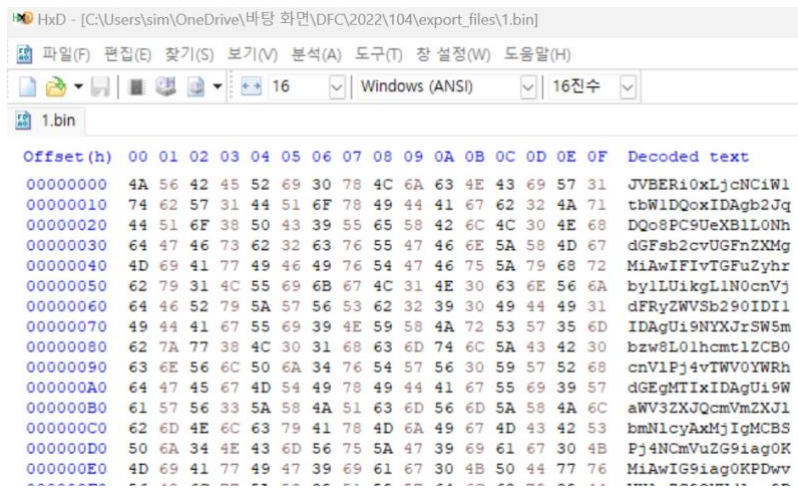 HxD - [C:\Users\sim\OneDrive\바탕 화면\DFC\2022\104\export_files\1.bin]
파일(F) 편집(E) 찾기(S) 보기(V) 분석(A) 도구(T) 창 설정(W) 도움말(H)
16 Windows (ANSI) 16진수
1.bin
Offset(h) 00 01 02 03 04 05 06 07 08 09 0A 0B 0C 0D 0E 0F Decoded text
00000000 4A 56 42 45 52 69 30 78 4C 6A 63 4E 43 69 57 31 JVBERi0xLjcNCiW1
00000010 74 62 57 31 44 51 6F 78 49 44 41 67 62 32 4A 71 tbW1DQoxIDAgb2Jq
00000020 44 51 6F 38 50 43 39 55 65 58 42 6C 4C 30 4E 68 DQo8PC9UeXBlL0Nh
00000030 64 47 46 73 62 32 63 76 55 47 46 6E 5A 58 4D 67 dGFsb2cvUGFnZXMg
00000040 4D 69 41 77 49 46 49 76 54 47 46 75 5A 79 68 72 MiAwIFIvTGFuZyhr
00000050 62 79 31 4C 55 69 6B 67 4C 31 4E 30 63 6E 56 6A by1LUikgL1N0cnVj
00000060 64 46 52 79 5A 57 56 53 62 32 39 30 49 44 49 31 dFRyZWVSb290IDI1
00000070 49 44 41 67 55 69 39 4E 59 58 4A 72 53 57 35 6D IDAgUi9NYXJrSW5m
00000080 62 7A 77 38 4C 30 31 68 63 6D 74 6C 5A 43 42 30 bzw8L01hcmtlZCB0
00000090 63 6E 56 6C 50 6A 34 76 54 57 56 30 59 57 52 68 cnVlPj4vTWV0YWRh
000000A0 64 47 45 67 4D 54 49 78 49 44 41 67 55 69 39 57 dGEgMTIxIDAgUi9W
000000B0 61 57 56 33 5A 58 4A 51 63 6D 56 6D 5A 58 4A 6C aWV3ZXJQcmVmZXJl
000000C0 62 6D 4E 6C 63 79 41 78 4D 6A 49 67 4D 43 42 53 bmNlcyAxMjIgMCBS
000000D0 50 6A 34 4E 43 6D 56 75 5A 47 39 69 61 67 30 4B Pj4NCmVuZG9iag0K
000000E0 4D 69 41 77 49 47 39 69 61 67 30 4B 50 44 77 76 MiAwIG9iag0KPDwv